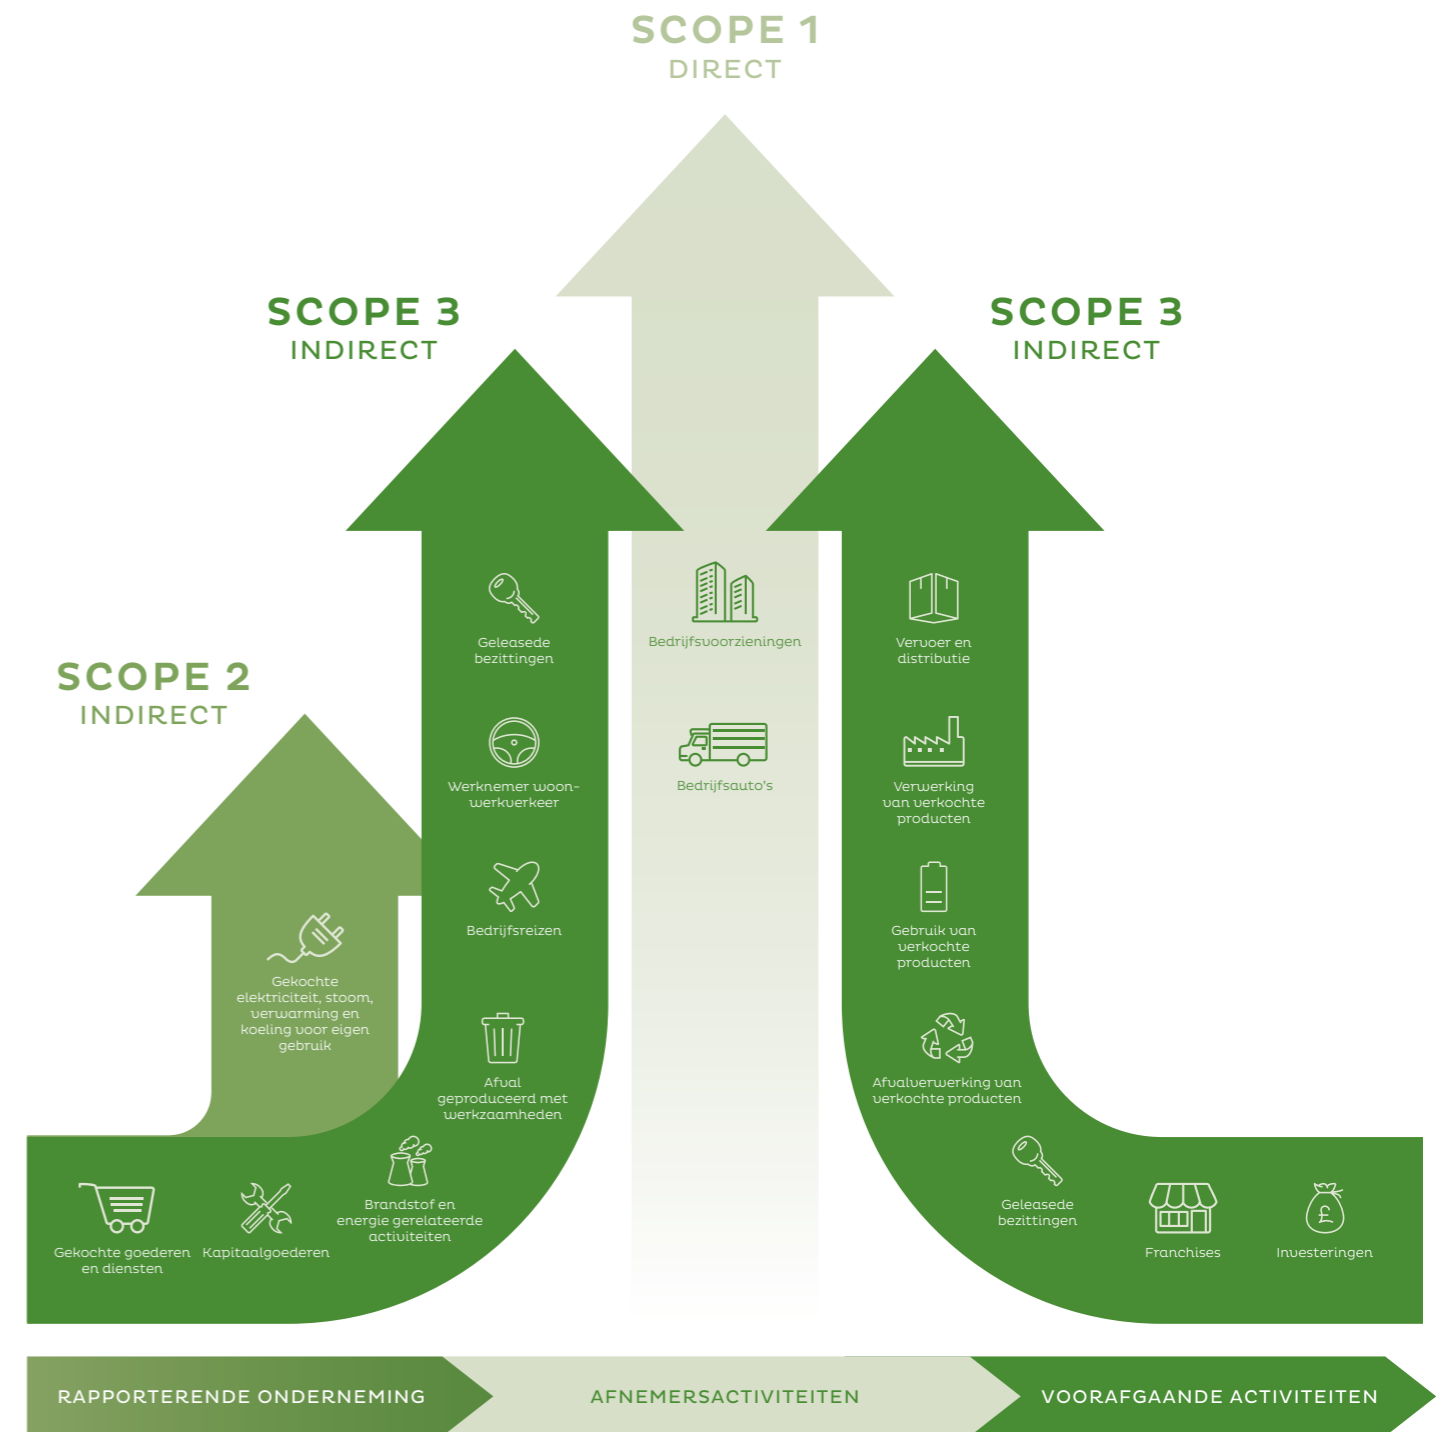 SCOPE 1
DIRECT
SCOPE 3
INDIRECT
SCOPE 3
INDIRECT
SCOPE 2
INDIRECT
Gekochte
elektriciteit, stoom,
verwarming en
koeling voor eigen
gebruik
Geleasede
bezittingen
Werknemer woon-
werkverkeer
Bedrijfsreizen
Afval
geproduceerd met
werkzaamheden
Brandstof en
energie gerelateerde
activiteiten
Kapitaalgoederen
Gekochte goederen
en diensten
Bedrijfsvoorzieningen
Bedrijfsauto's
Vervoer en
distributie
Verwerking
van verkochte
producten
Gebruik van
verkochte
producten
Afvalverwerking van
verkochte producten
Geleasede
bezittingen
Franchises
£
Investeringen
RAPPORTERENDE ONDERNEMING
AFNEMERSACTIVITEITEN
VOORAFGAANDE ACTIVITEITEN